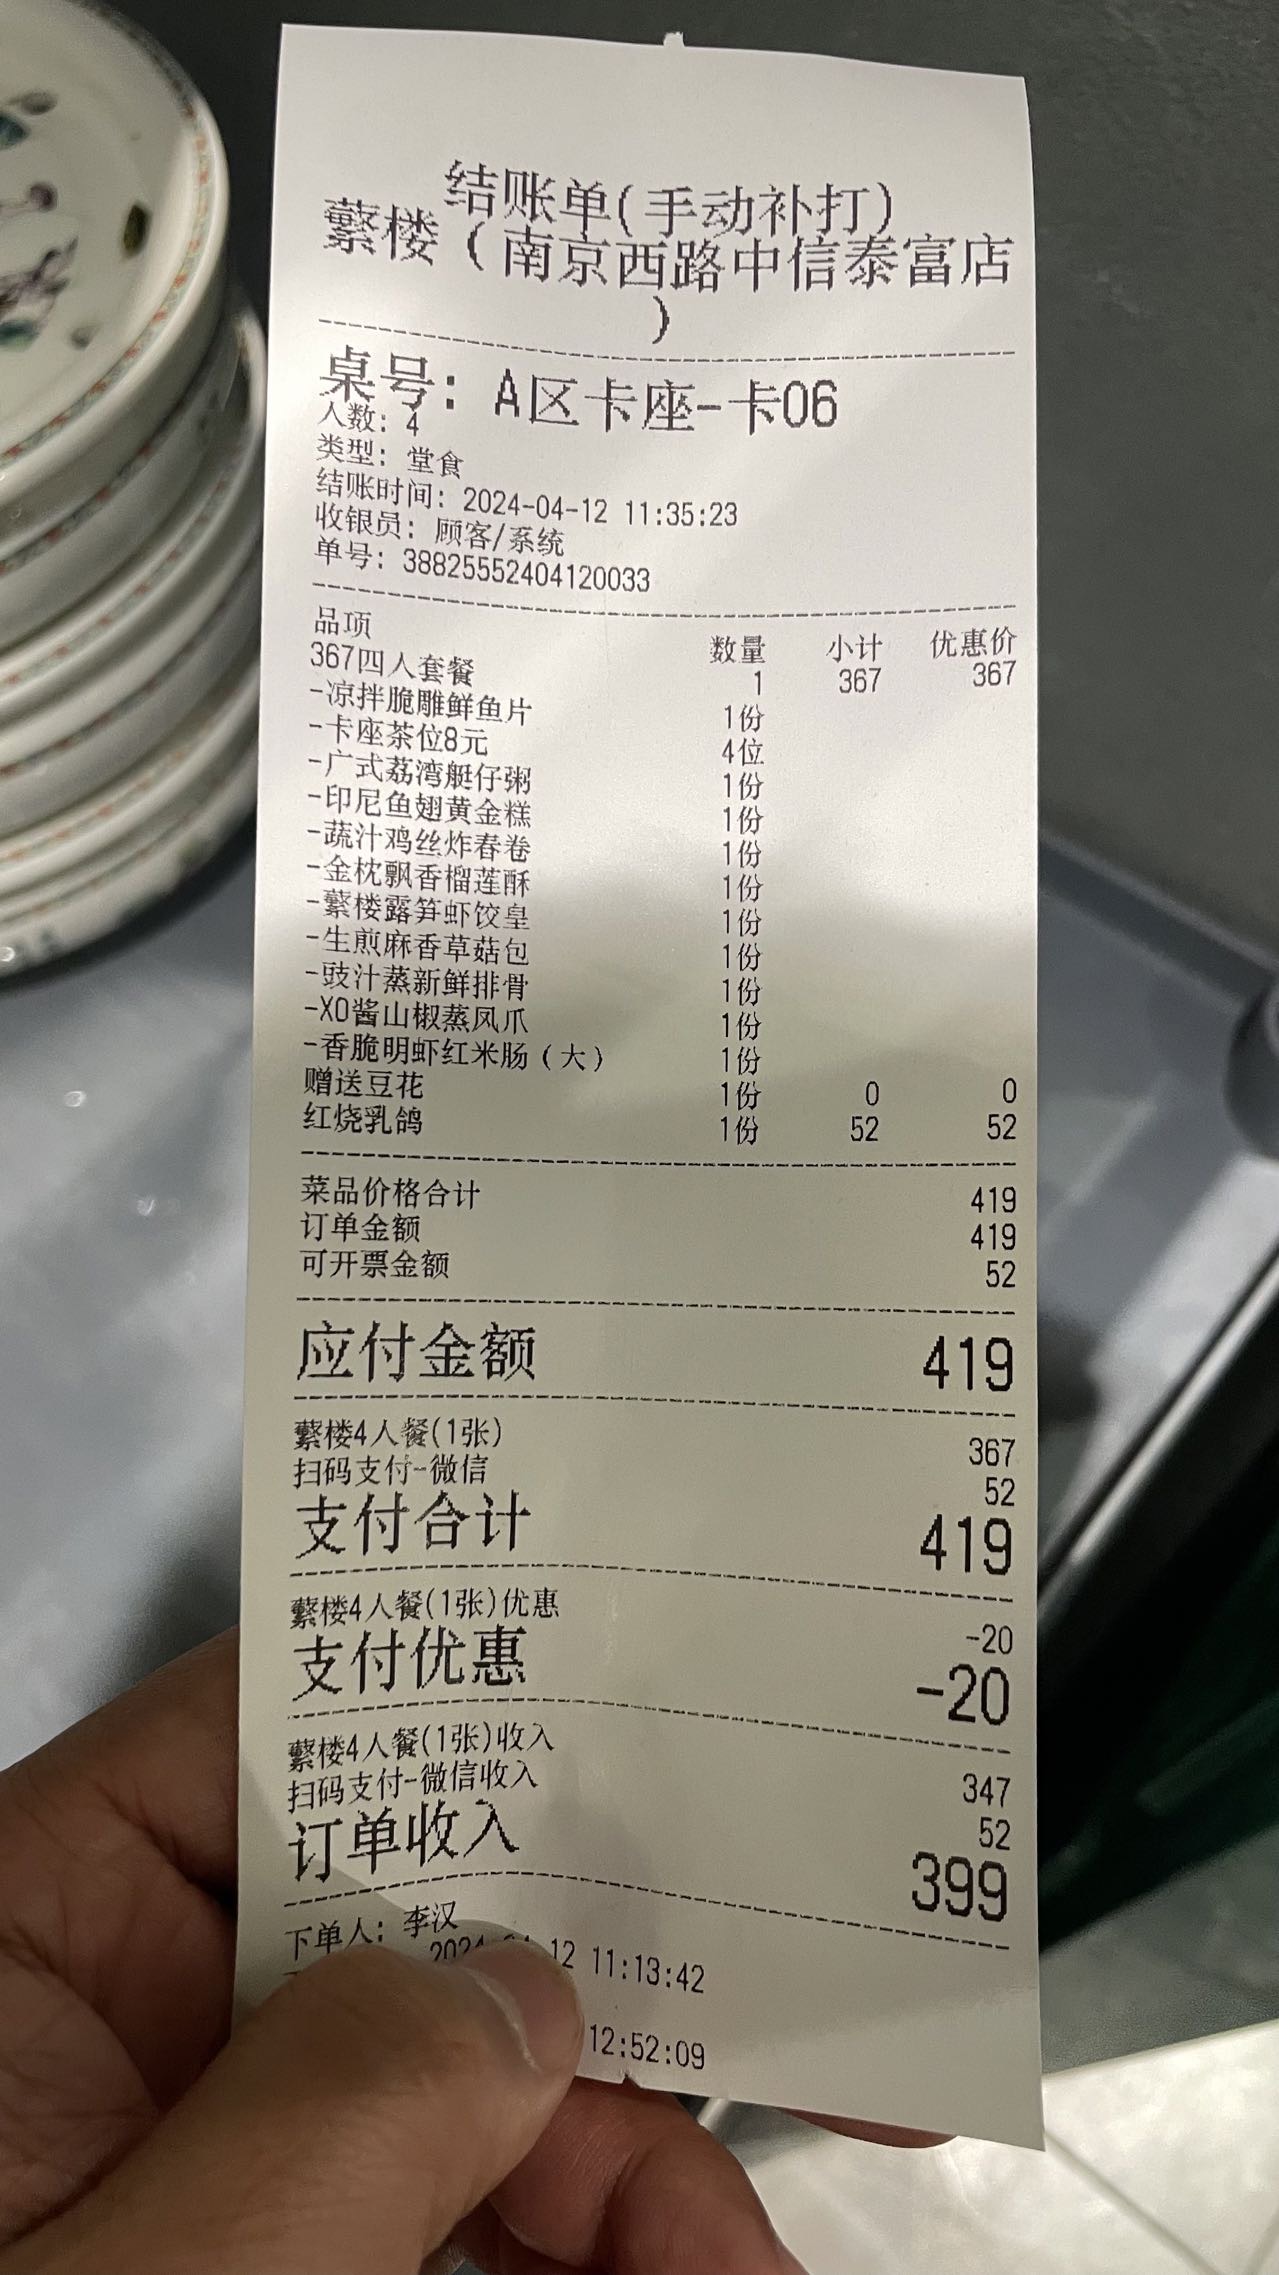 结账单(手动补打)
蘩楼（南京西路中信泰富店
）
桌号: A区卡座-卡06
人数: 4
类型: 堂食
结账时间: 2024-04-12 11:35:23
收银员: 顾客/系统
单号: 38825552404120033
品项 数量 小计 优惠价
367四人套餐 1 367 367
-凉拌脆雕鲜鱼片 1份
-卡座茶位8元 4位
-广式荔湾艇仔粥 1份
-印尼鱼翅黄金糕 1份
-蔬汁鸡丝炸春卷 1份
-金枕飘香榴莲酥 1份
-蘩楼露笋虾饺皇 1份
-生煎麻香草菇包 1份
-豉汁蒸新鲜排骨 1份
-XO酱山椒蒸凤爪 1份
-香脆明虾红米肠（大） 1份
赠送豆花 1份 0 0
红烧乳鸽 1份 52 52
菜品价格合计 419
订单金额 419
可开票金额 52
应付金额 419
蘩楼4人餐(1张) 367
扫码支付-微信 52
支付合计 419
蘩楼4人餐(1张)优惠 -20
支付优惠 -20
蘩楼4人餐(1张)收入 347
扫码支付-微信收入 52
订单收入 399
下单人: 李汉
12 11:13:42
12:52:09